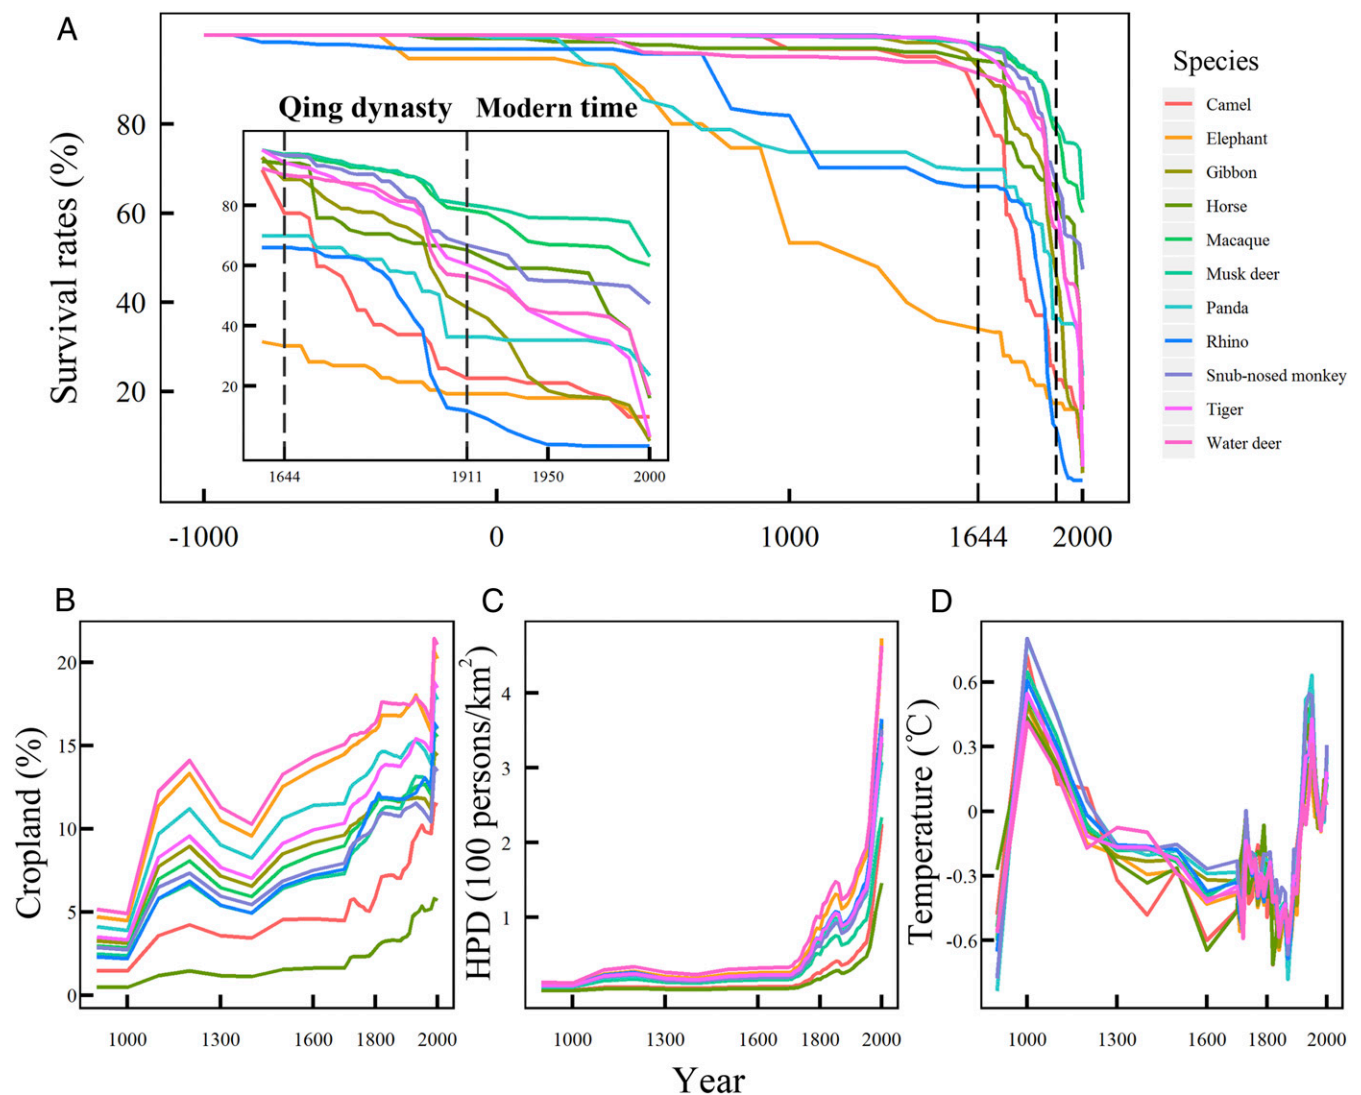 A
Survival rates (%)
80
60
40
20
Qing dynasty Modern time
80
60
40
20
1644 1911 1950 2000
-1000 0 1000 1644 2000
Species
Camel
Elephant
Gibbon
Horse
Macaque
Musk deer
Panda
Rhino
Snub-nosed monkey
Tiger
Water deer
B
Cropland (%)
20
15
10
5
0
1000 1300 1600 1800 2000
C
HPD (100 persons/km²)
4
3
2
1
1000 1300 1600 1800 2000
D
Temperature (℃)
0.6
0.3
0
-0.3
-0.6
1000 1300 1600 1800 2000
Year